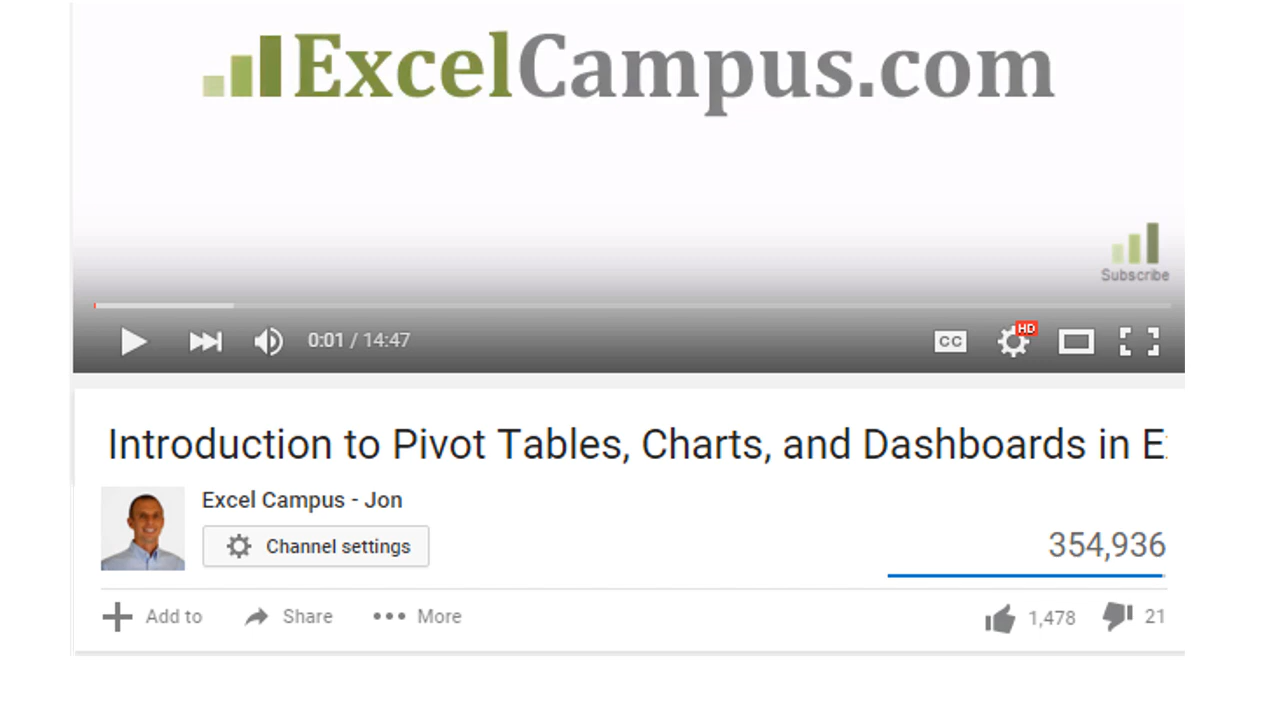 ExcelCampus.com
Subscribe
0:01 / 14:47
CC
HD
Introduction to Pivot Tables, Charts, and Dashboards in E
Excel Campus - Jon
Channel settings
354,936
Add to Share More 1,478 21